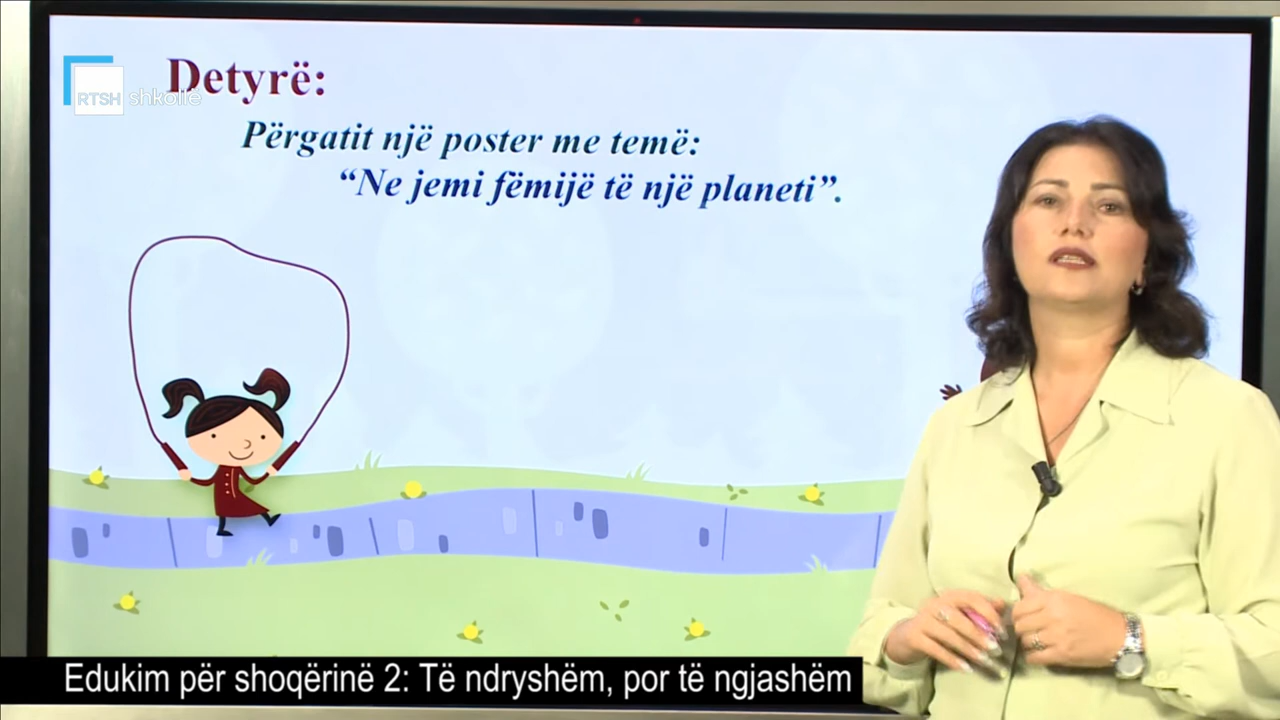 Detyrë:
RTSH shkollë
Përgatit një poster me temë:
“Ne jemi fëmijë të një planeti”.
Edukim për shoqërinë 2: Të ndryshëm, por të ngjashëm